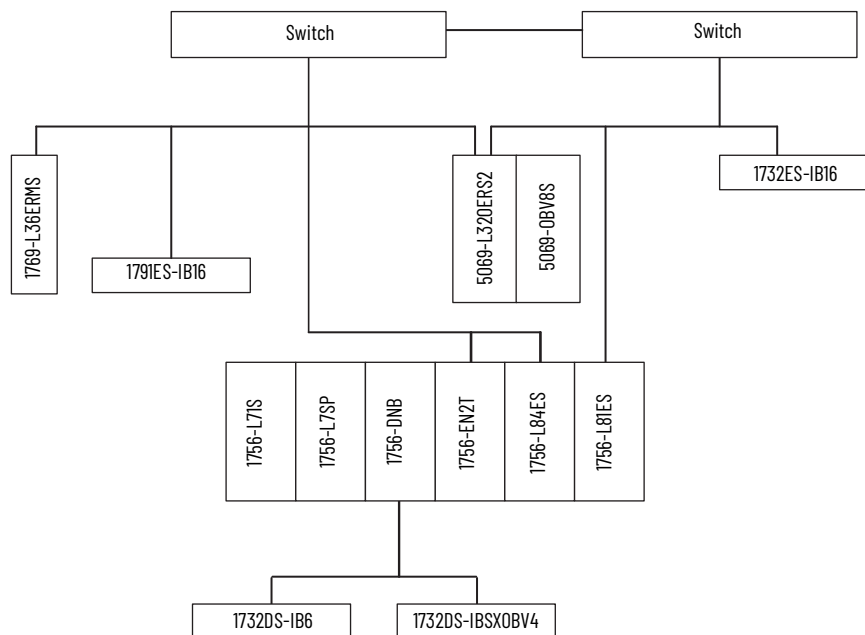 Switch
Switch
1769-L36ERMS
1791ES-IB16
5069-L320ERS2
5069-OBV8S
1732ES-IB16
1756-L71S
1756-L7SP
1756-DNB
1756-EN2T
1756-L84ES
1756-L81ES
1732DS-IB6
1732DS-IBSXOBV4